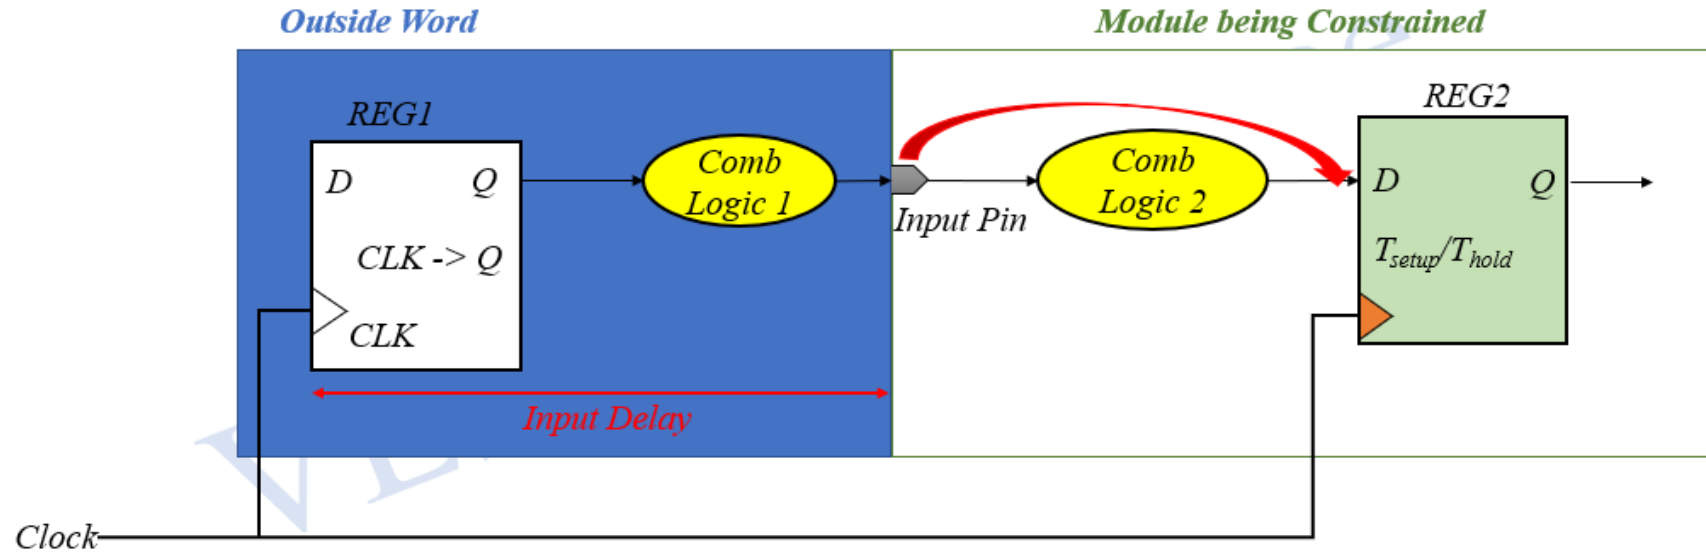 Outside Word
Module being Constrained
REG1
REG2
D
Q
Comb
Logic 1
Comb
Logic 2
D
Q
Input Pin
CLK -> Q
Tsetup/Thold
CLK
Input Delay
Clock